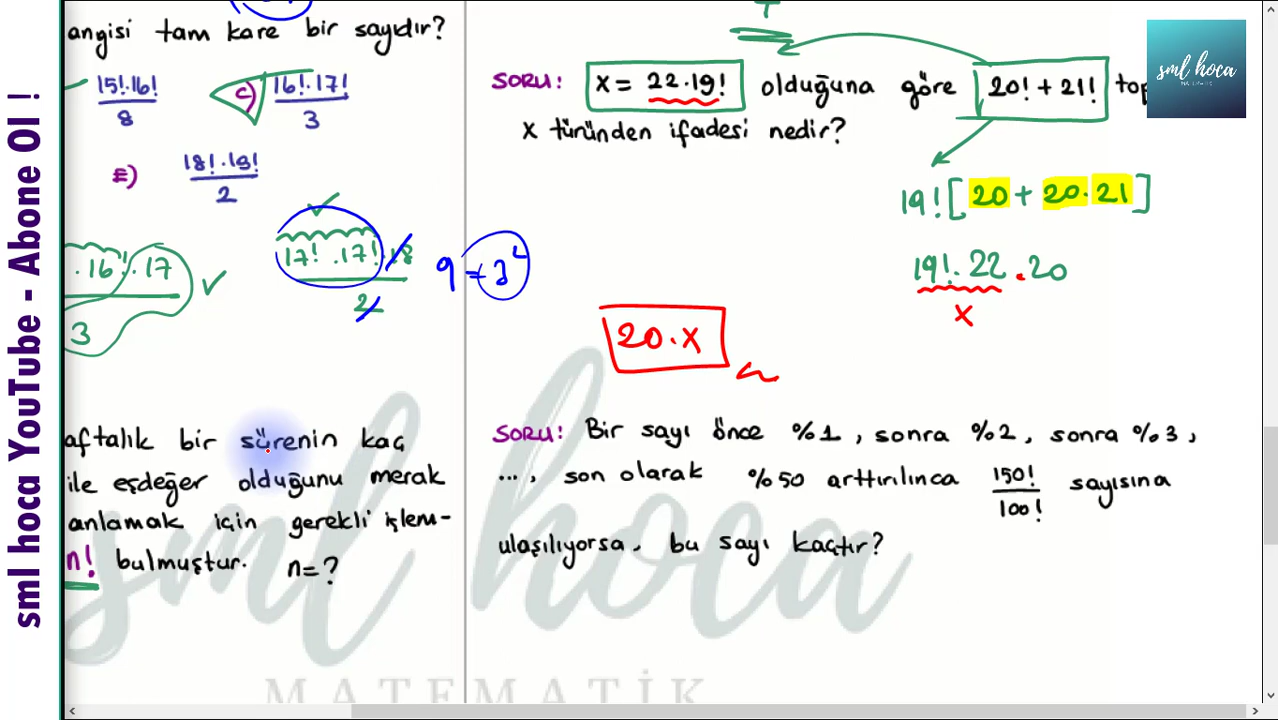 sml hoca YouTube - Abone Ol !
angisi tam kare bir sayıdır?
15!.16!
8
C)
16!.17!
3
E)
18!.19!
2
.16!.17
3
17! .17!.18
2
9 = 3²
aftalık bir sürenin kaç
ile eşdeğer olduğunu merak
anlamak için gerekli işlem-
n! bulmuştur. n=?
SORU: x = 22.19! olduğuna göre 20! + 21! top
x türünden ifadesi nedir?
19! [ 20 + 20.21 ]
19!. 22 . 20
x
20.x
SORU: Bir sayı önce %1, sonra %2, sonra %3,
..., son olarak %50 arttırılınca 150!
100! sayısına
ulaşılıyorsa, bu sayı kaçtır?
sml hoca
sml hoca
MATEMATİK